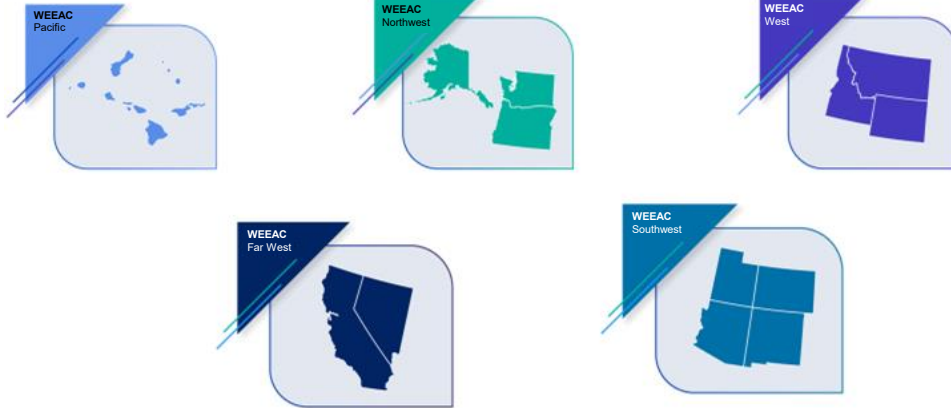 WEEAC
Pacific
WEEAC
Northwest
WEEAC
West
WEEAC
Far West
WEEAC
Southwest